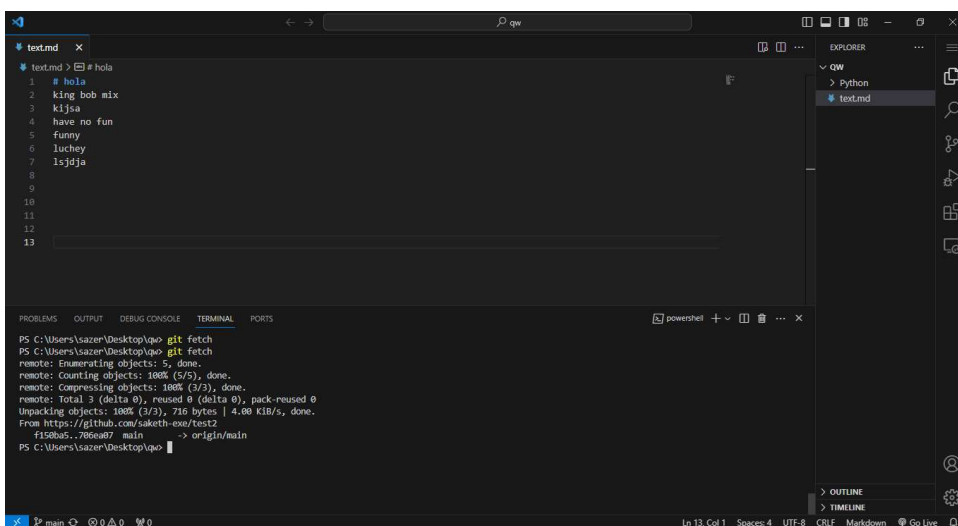 qw
text.md
text.md > # hola
1 # hola
2 king bob mix
3 kijsa
4 have no fun
5 funny
6 luchey
7 lsjdja
8
9
10
11
12
13
EXPLORER
QW
> Python
text.md
PROBLEMS OUTPUT DEBUG CONSOLE TERMINAL PORTS
powershell
PS C:\Users\sazer\Desktop\qw> git fetch
PS C:\Users\sazer\Desktop\qw> git fetch
remote: Enumerating objects: 5, done.
remote: Counting objects: 100% (5/5), done.
remote: Compressing objects: 100% (3/3), done.
remote: Total 3 (delta 0), reused 0 (delta 0), pack-reused 0
Unpacking objects: 100% (3/3), 716 bytes | 4.00 KiB/s, done.
From https://github.com/saketh-exe/test2
f150ba5..706ea07 main -> origin/main
PS C:\Users\sazer\Desktop\qw>
> OUTLINE
> TIMELINE
main 0 0 0 Ln 13, Col 1 Spaces: 4 UTF-8 CRLF Markdown Go Live